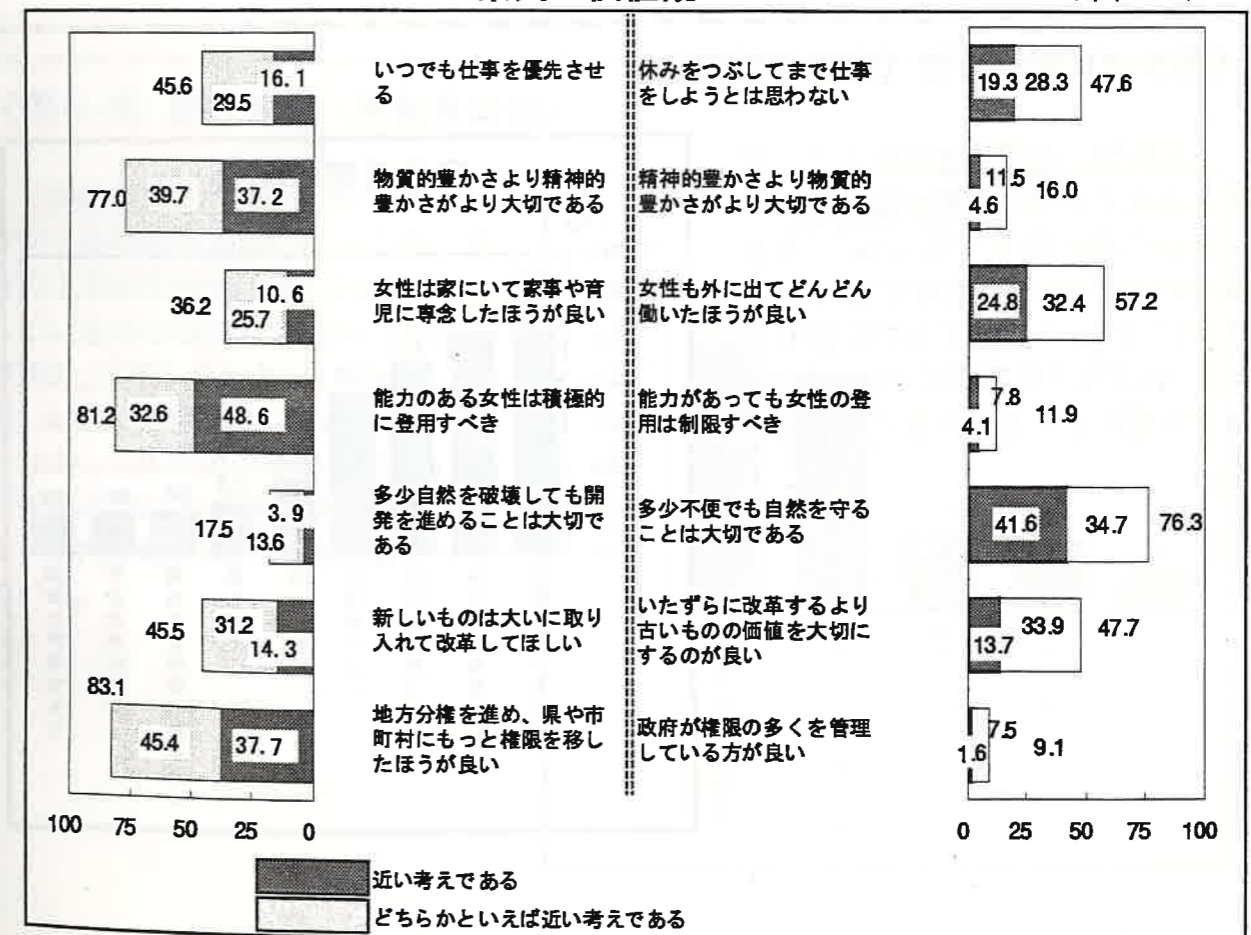 45.6
29.5
16.1
いつでも仕事を優先させ
る
休みをつぶしてまで仕事
をしようとは思わない
19.3 28.3 47.6
77.0 39.7 37.2
物質的豊かさより精神的
豊かさがより大切である
精神的豊かさより物質的
豊かさがより大切である
11.5
4.6
16.0
36.2
25.7
10.6
女性は家にいて家事や育
児に専念したほうが良い
女性も外に出てどんどん
働いたほうが良い
24.8 32.4 57.2
81.2 32.6 48.6
能力のある女性は積極的
に登用すべき
能力があっても女性の登
用は制限すべき
7.8
4.1
11.9
17.5
13.6
3.9
多少自然を破壊しても開
発を進めることは大切で
ある
多少不便でも自然を守る
ことは大切である
41.6 34.7 76.3
45.5
31.2
14.3
新しいものは大いに取り
入れて改革してほしい
いたずらに改革するより
古いものの価値を大切に
するのが良い
13.7
33.9
47.7
83.1
45.4 37.7
地方分権を進め、県や市
町村にもっと権限を移し
たほうが良い
政府が権限の多くを管理
している方が良い
7.5
1.6
9.1
100 75 50 25 0
0 25 50 75 100
近い考えである
どちらかといえば近い考えである